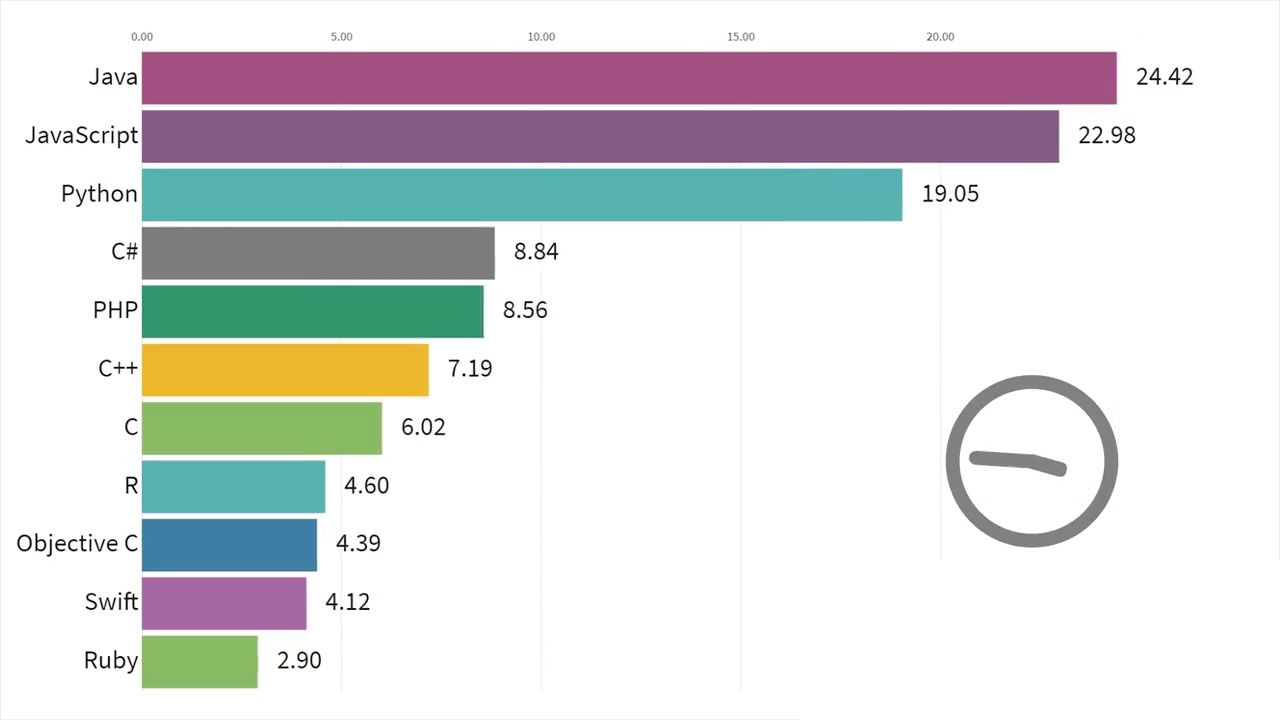 0.00 5.00 10.00 15.00 20.00
Java 24.42
JavaScript 22.98
Python 19.05
C# 8.84
PHP 8.56
C++ 7.19
C 6.02
R 4.60
Objective C 4.39
Swift 4.12
Ruby 2.90